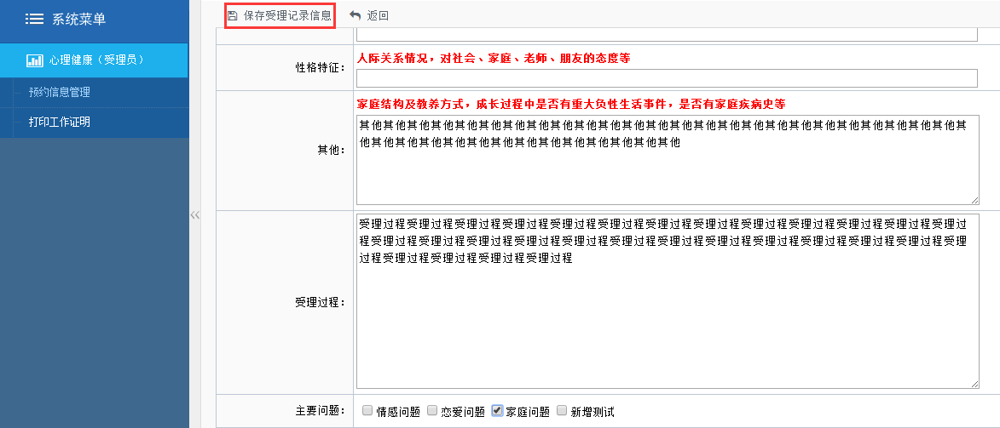 系统菜单
心理健康（受理员）
预约信息管理
打印工作证明
保存受理记录信息 返回
性格特征：
人际关系情况，对社会、家庭、老师、朋友的态度等
其他：
家庭结构及教养方式，成长过程中是否有重大负性生活事件，是否有家庭疾病史等
其他其他其他其他其他其他其他其他其他其他其他其他其他其他其他其他其他其他其他其他其他其他其他其他其他其
他其他其他其他其他其他其他其他其他其他其他其他其他其他
受理过程：
受理过程受理过程受理过程受理过程受理过程受理过程受理过程受理过程受理过程受理过程受理过程受理过程受理过
程受理过程受理过程受理过程受理过程受理过程受理过程受理过程受理过程受理过程受理过程受理过程受理过程受理
过程受理过程受理过程受理过程受理过程
主要问题： 情感问题 恋爱问题 家庭问题 新增测试